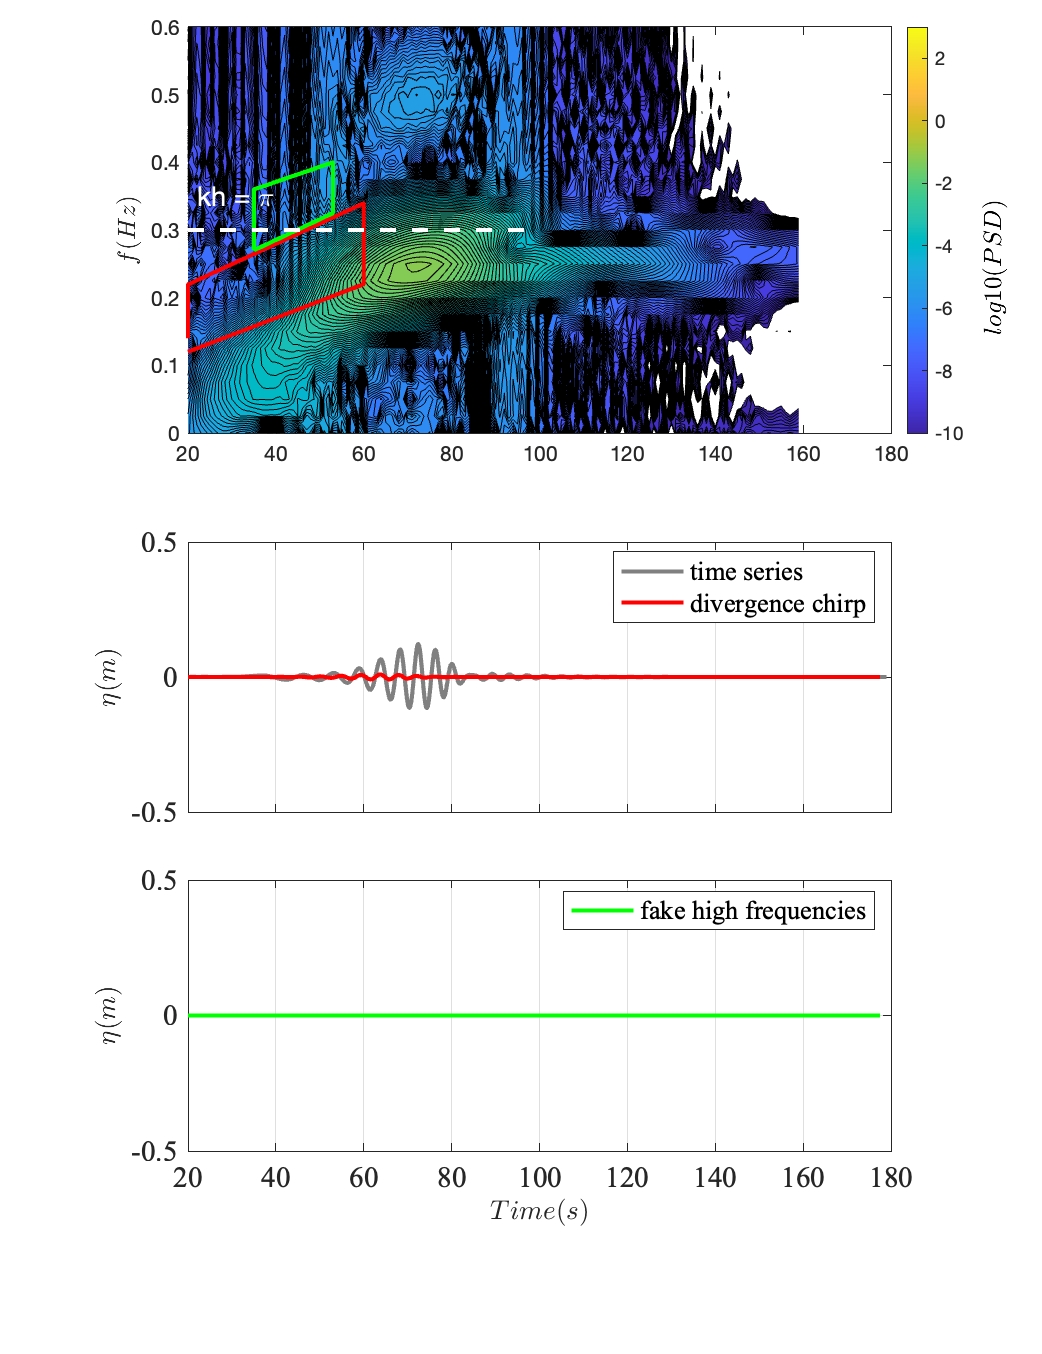 0.6
0.5
0.4
0.3
0.2
0.1
0
f(Hz)
kh = π
20 40 60 80 100 120 140 160 180
2
0
-2
-4
-6
-8
-10
log10(PSD)
0.5
0
-0.5
η(m)
time series
divergence chirp
0.5
0
-0.5
η(m)
fake high frequencies
20 40 60 80 100 120 140 160 180
Time(s)